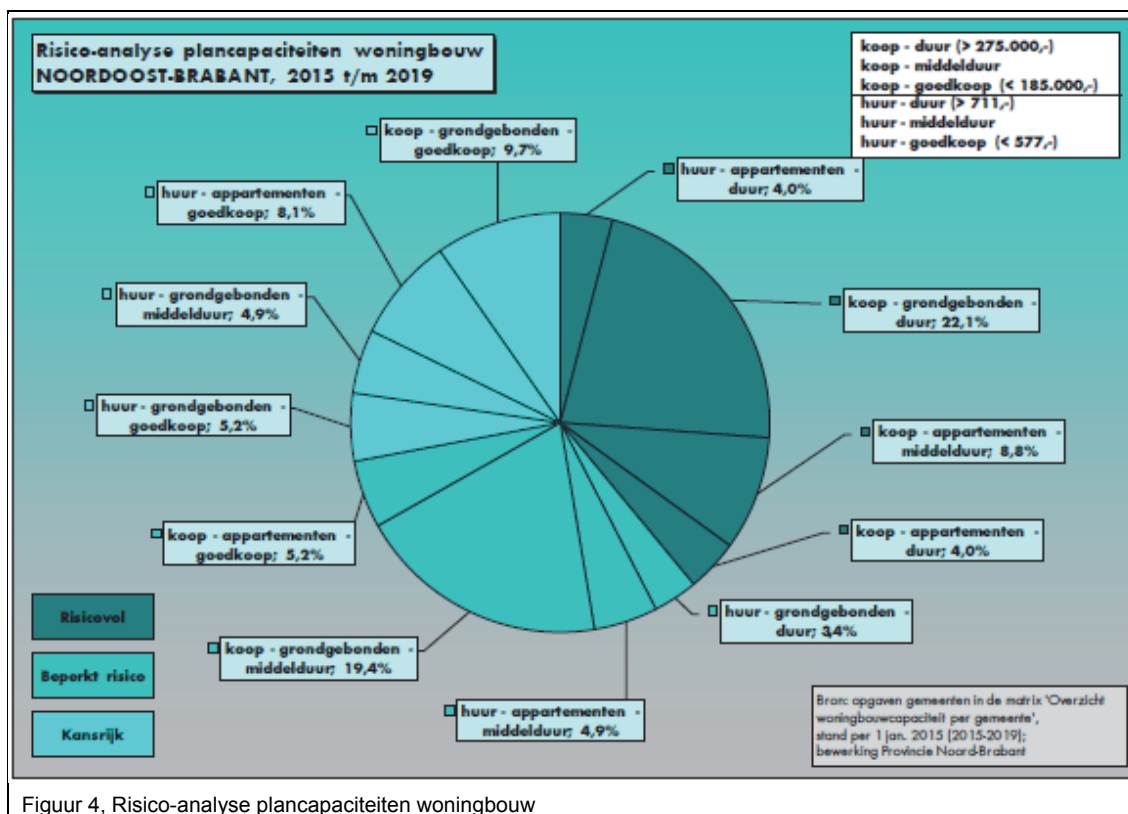 Risico-analyse plancapaciteiten woningbouw
NOORDOOST-BRABANT, 2015 t/m 2019
koop - duur (> 275.000,-)
koop - middelduur
koop - goedkoop (< 185.000,-)
huur - duur (> 711,-)
huur - middelduur
huur - goedkoop (< 577,-)
koop - grondgebonden -
goedkoop; 9,7%
huur - appartementen -
duur; 4,0%
huur - appartementen -
goedkoop; 8,1%
huur - grondgebonden -
middelduur; 4,9%
koop - grondgebonden -
duur; 22,1%
huur - grondgebonden -
goedkoop; 5,2%
koop - appartementen -
middelduur; 8,8%
koop - appartementen -
goedkoop; 5,2%
koop - appartementen -
duur; 4,0%
huur - grondgebonden -
duur; 3,4%
koop - grondgebonden -
middelduur; 19,4%
huur - appartementen -
middelduur; 4,9%
Risicovol
Beperkt risico
Kansrijk
Bron: opgaven gemeenten in de matrix 'Overzicht
woningbouwcapaciteit per gemeente',
stand per 1 jan. 2015 (2015-2019);
bewerking Provincie Noord-Brabant
Figuur 4, Risico-analyse plancapaciteiten woningbouw